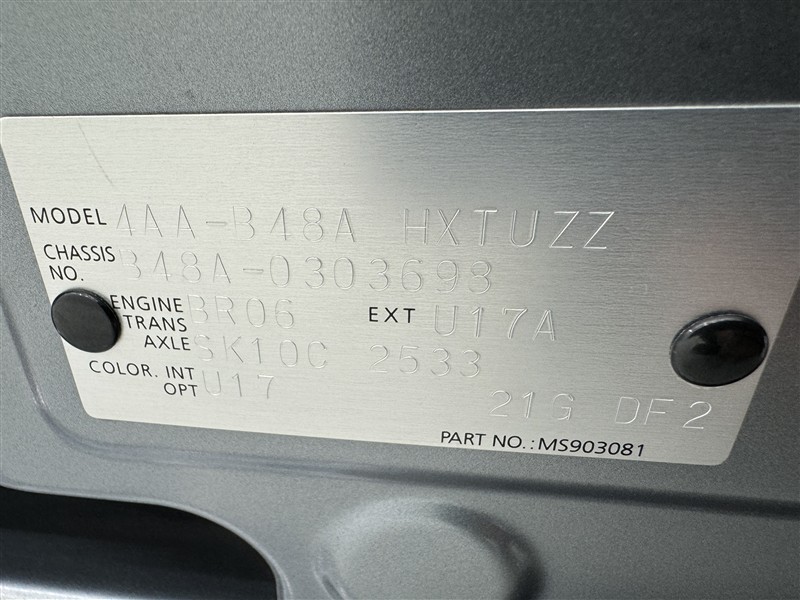 MODEL 4AA-B48A HXTUZZ
CHASSIS NO. B48A-0303698
ENGINE BR06 EXT U17A
TRANS AXLE SK10C 2533
COLOR. INT OPT U17
21G DF2
PART NO.:MS903081